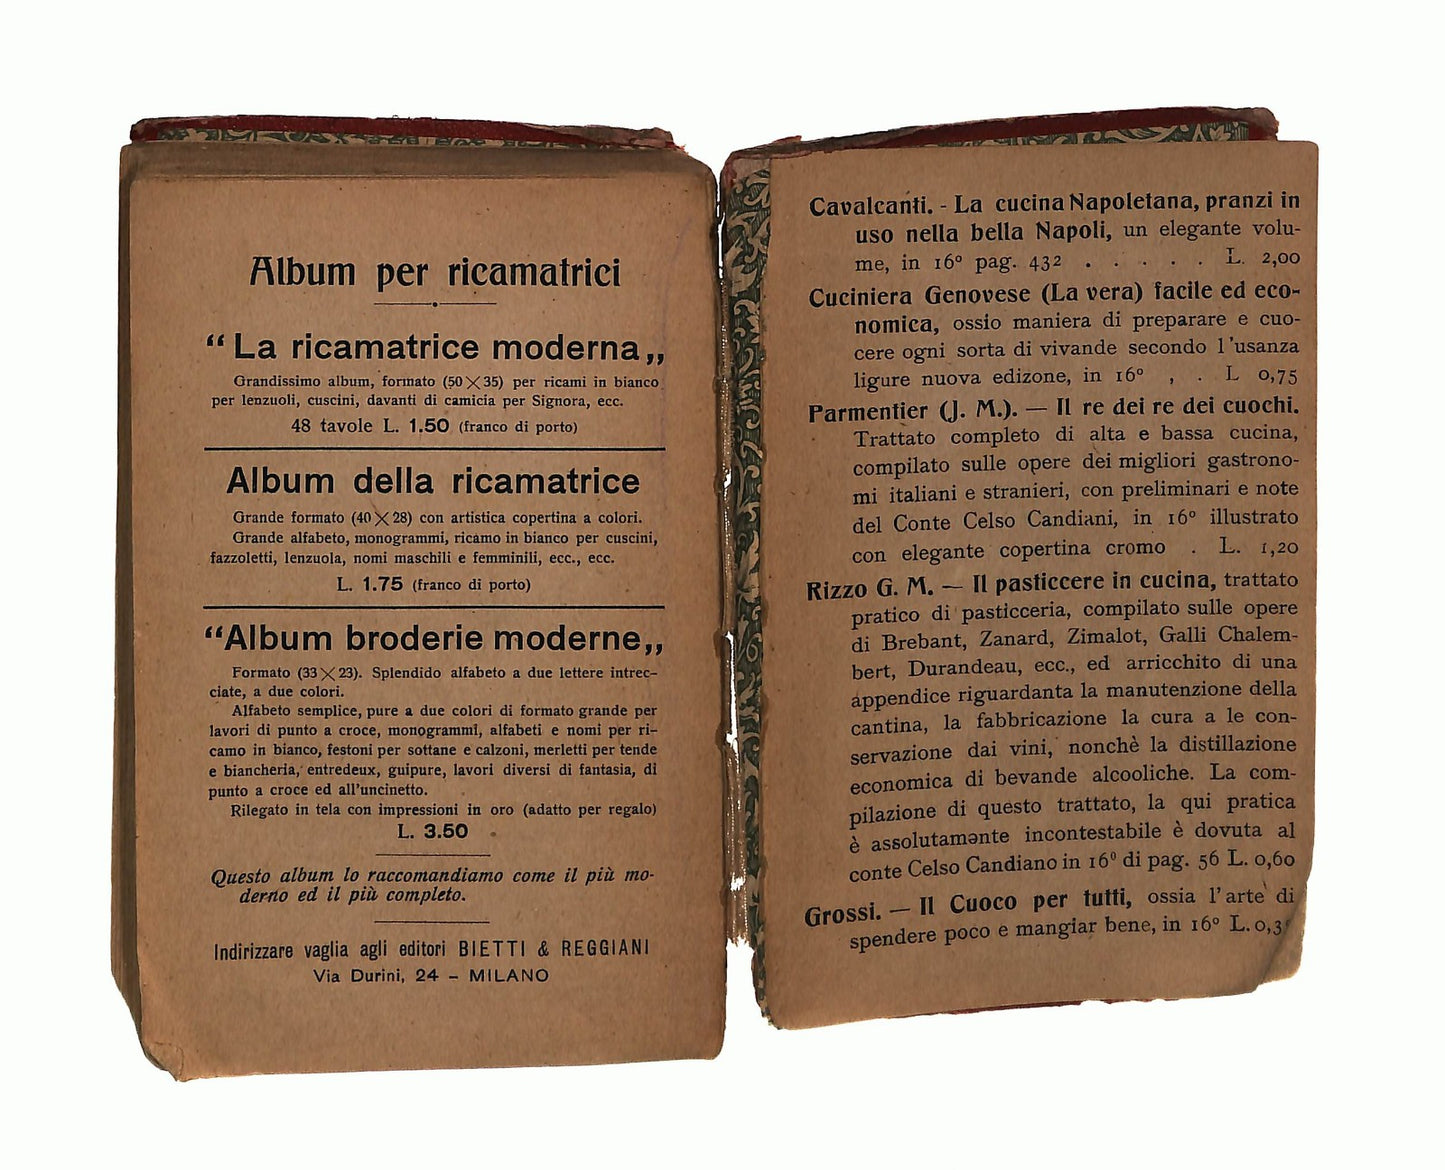 Album per ricamatrici
“ La ricamatrice moderna „
Grandissimo album, formato (50 × 35) per ricami in bianco
per lenzuoli, cuscini, davanti di camicia per Signora, ecc.
48 tavole L. 1.50 (franco di porto)
Album della ricamatrice
Grande formato (40 × 28) con artistica copertina a colori.
Grande alfabeto, monogrammi, ricamo in bianco per cuscini,
fazzoletti, lenzuola, nomi maschili e femminili, ecc., ecc.
L. 1.75 (franco di porto)
“Album broderie moderne„
Formato (33 × 23). Splendido alfabeto a due lettere intrec-
ciate, a due colori.
Alfabeto semplice, pure a due colori di formato grande per
lavori di punto a croce, monogrammi, alfabeti e nomi per ri-
camo in bianco, festoni per sottane e calzoni, merletti per tende
e biancheria, entredeux, guipure, lavori diversi di fantasia, di
punto a croce ed all'uncinetto.
Rilegato in tela con impressioni in oro (adatto per regalo)
L. 3.50
Questo album lo raccomandiamo come il più mo-
derno ed il più completo.
Indirizzare vaglia agli editori BIETTI & REGGIANI
Via Durini, 24 – MILANO
Cavalcanti. - La cucina Napoletana, pranzi in
uso nella bella Napoli, un elegante volu-
me, in 16º pag. 432 . . . . . L. 2,00
Cuciniera Genovese (La vera) facile ed eco-
nomica, ossio maniera di preparare e cuo-
cere ogni sorta di vivande secondo l'usanza
ligure nuova edizone, in 16º , . L 0,75
Parmentier (J. M.). — Il re dei re dei cuochi.
Trattato completo di alta e bassa cucina,
compilato sulle opere dei migliori gastrono-
mi italiani e stranieri, con preliminari e note
del Conte Celso Candiani, in 16º illustrato
con elegante copertina cromo . L. 1,20
Rizzo G. M. — Il pasticcere in cucina, trattato
pratico di pasticceria, compilato sulle opere
di Brebant, Zanard, Zimalot, Galli Chalem-
bert, Durandeau, ecc., ed arricchito di una
appendice riguardanta la manutenzione della
cantina, la fabbricazione la cura a le con-
servazione dai vini, nonchè la distillazione
economica di bevande alcooliche. La com-
pilazione di questo trattato, la qui pratica
è assolutamənte incontestabile è dovuta al
conte Celso Candiano in 16º di pag. 56 L. 0,60
Grossi. — Il Cuoco per tutti, ossia l'arte di
spendere poco e mangiar bene, in 16º L.